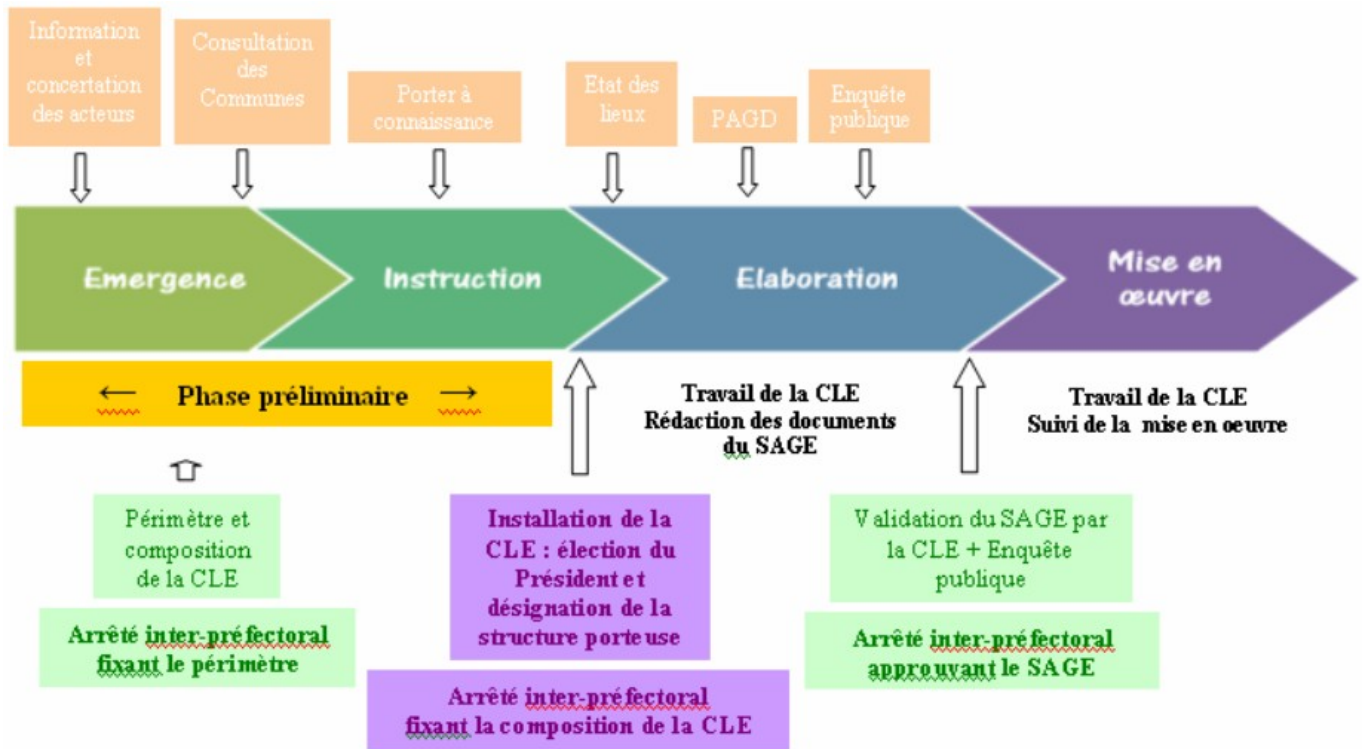 Information
et
concertation
des acteurs
Consultation
des
Communes
Porter à
connaissance
Etat des
lieux
PAGD
Enquête
publique
Emergence
Instruction
Elaboration
Mise en
œuvre
← Phase préliminaire →
Travail de la CLE
Rédaction des documents
du SAGE
Travail de la CLE
Suivi de la mise en oeuvre
Périmètre et
composition
de la CLE
Arrêté inter-préfectoral
fixant le périmètre
Installation de la
CLE : élection du
Président et
désignation de la
structure porteuse
Arrêté inter-préfectoral
fixant la composition de la CLE
Validation du SAGE par
la CLE + Enquête
publique
Arrêté inter-préfectoral
approuvant le SAGE